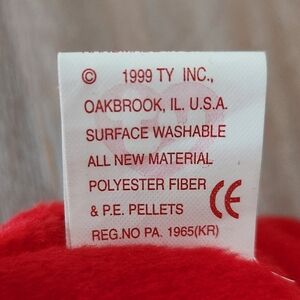 © 1999 TY INC.,
OAKBROOK, IL. U.S.A.
SURFACE WASHABLE
ALL NEW MATERIAL
POLYESTER FIBER
& P.E. PELLETS CE
REG.NO PA. 1965(KR)